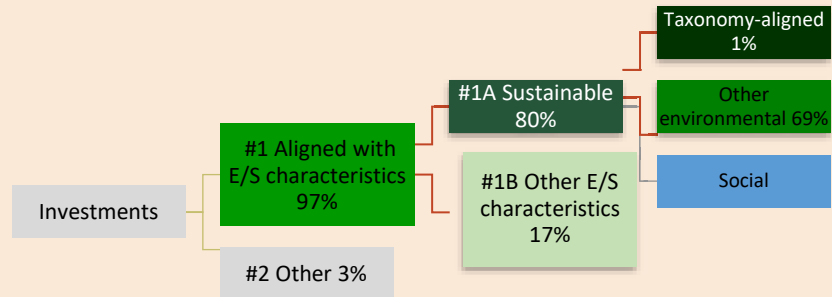 Taxonomy-aligned
1%
#1A Sustainable
80%
Other
environmental 69%
#1 Aligned with
E/S characteristics
97%
#1B Other E/S
characteristics
17%
Social
Investments
#2 Other 3%